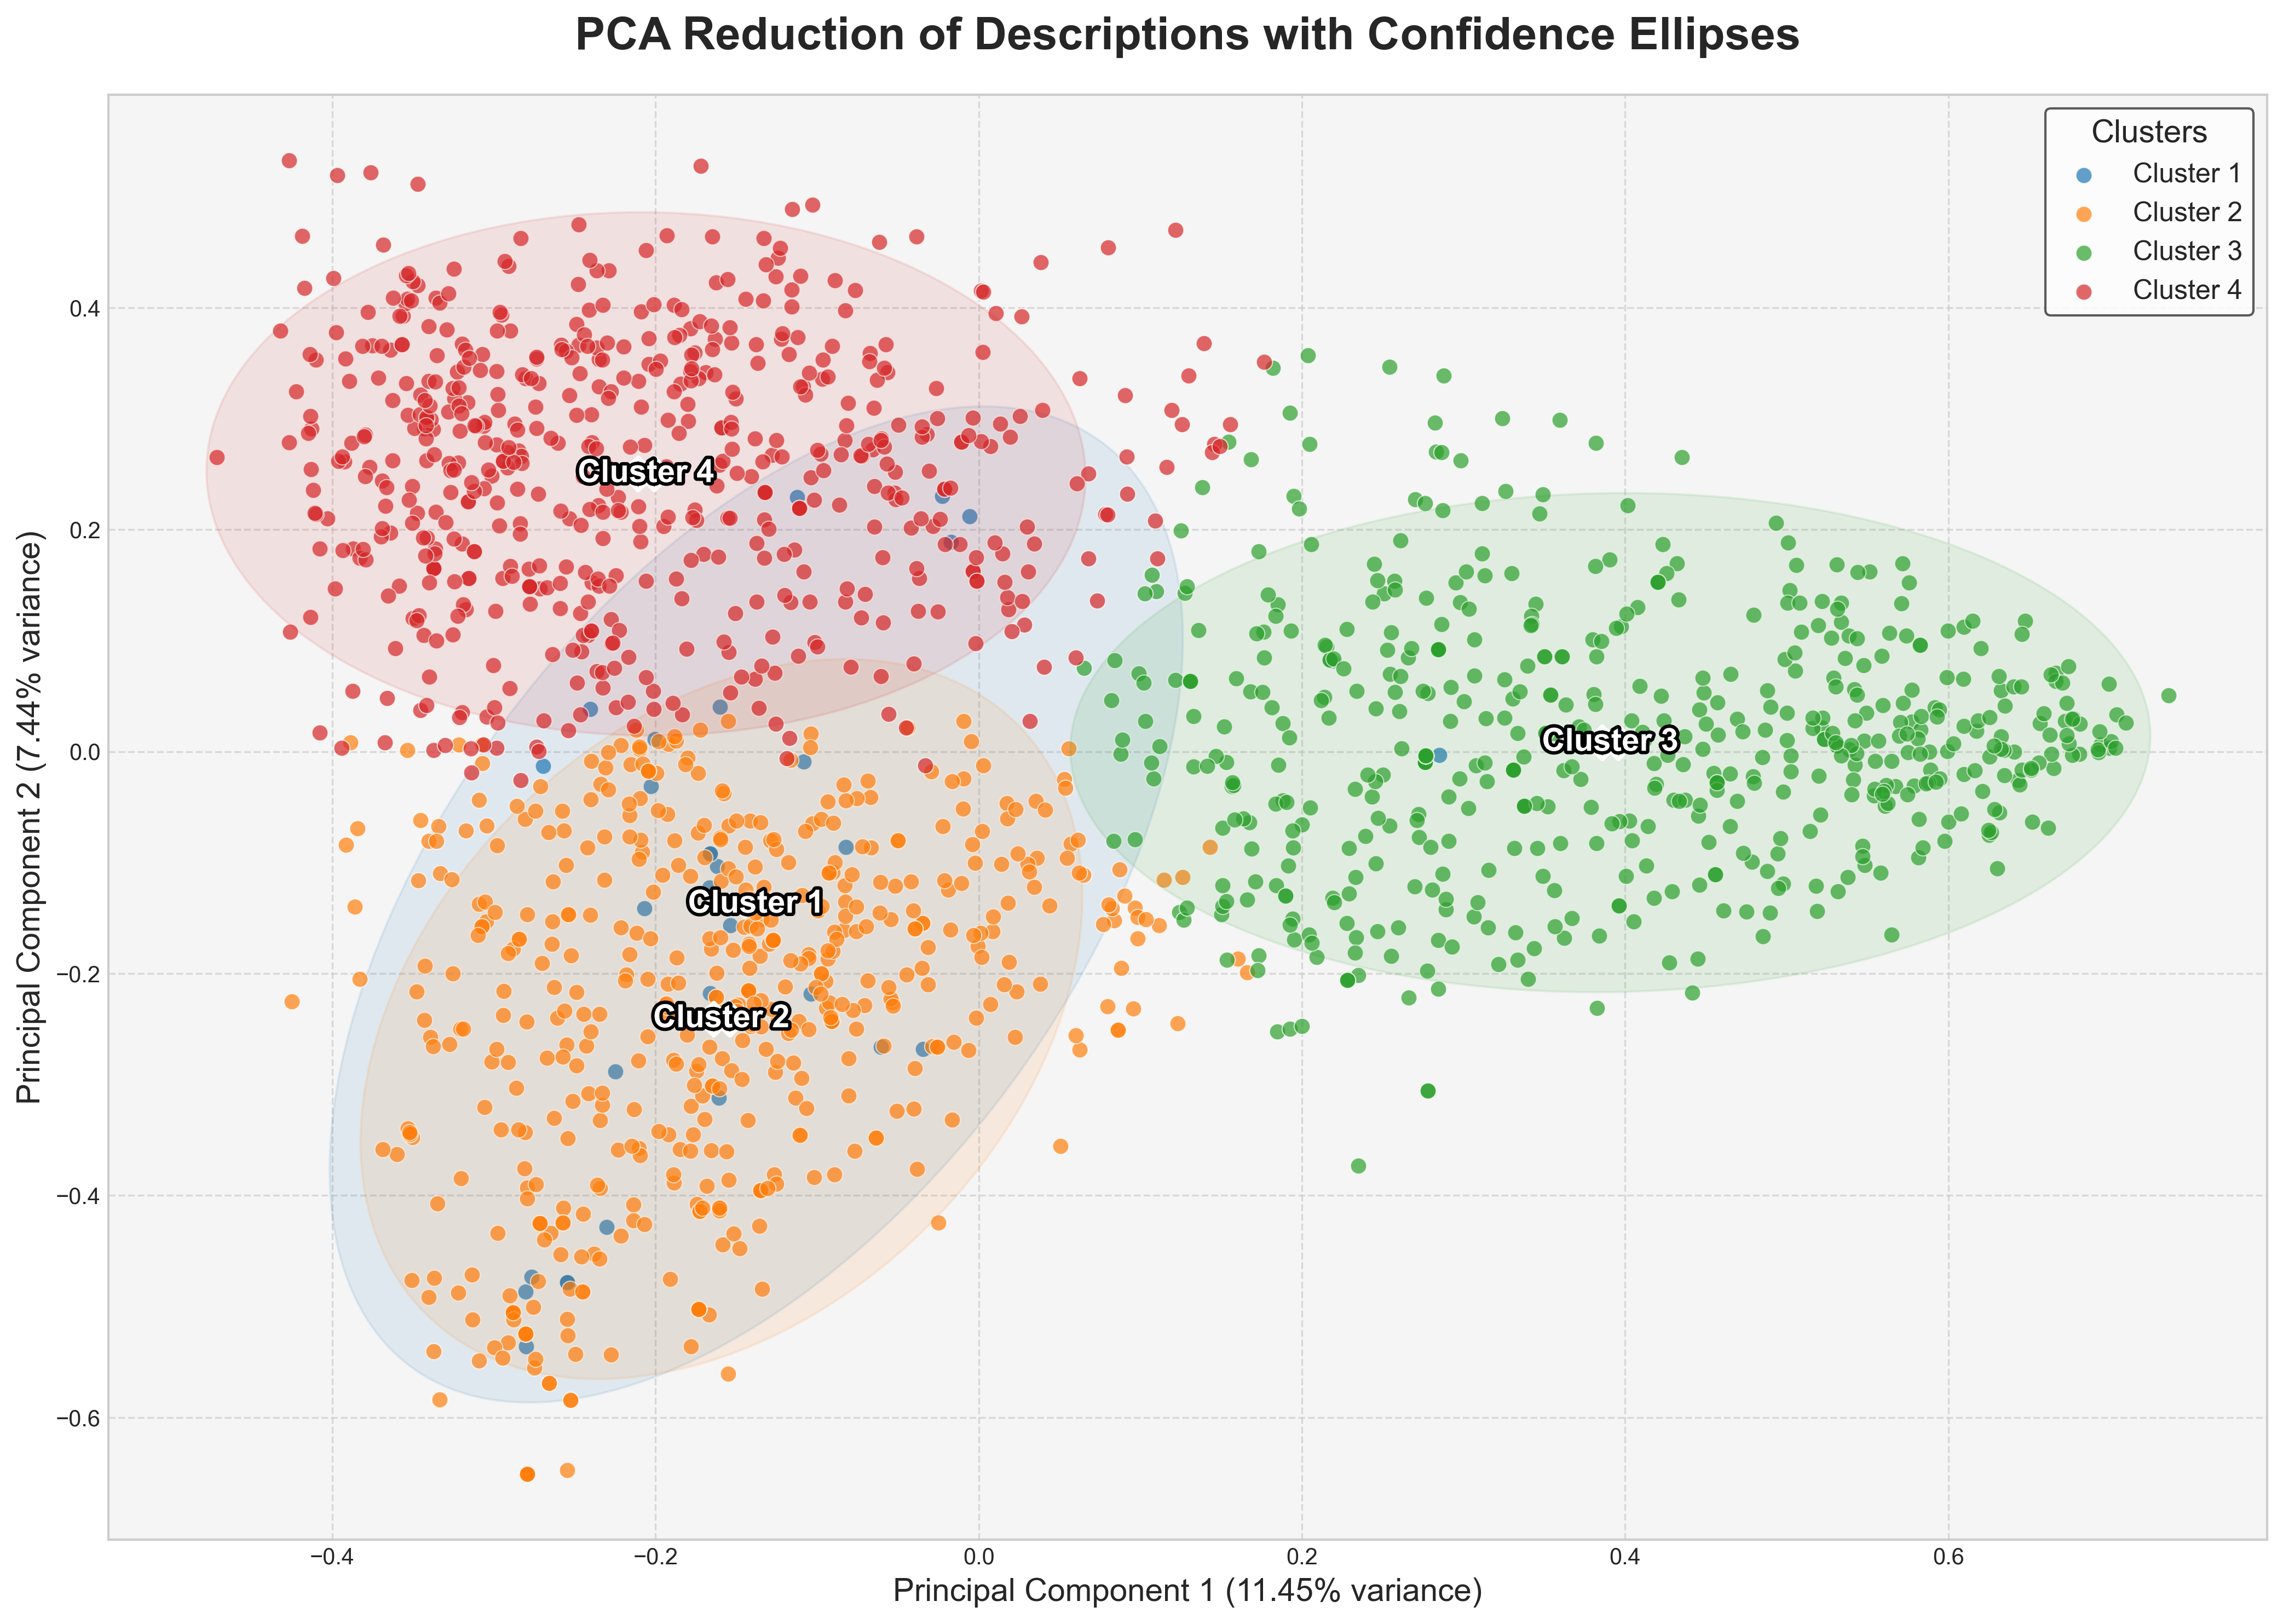 PCA Reduction of Descriptions with Confidence Ellipses
Clusters
Cluster 1
Cluster 2
Cluster 3
Cluster 4
Cluster 4
Cluster 3
Cluster 1
Cluster 2
Principal Component 2 (7.44% variance)
0.4
0.2
0.0
−0.2
−0.4
−0.6
−0.4
−0.2
0.0
0.2
0.4
0.6
Principal Component 1 (11.45% variance)